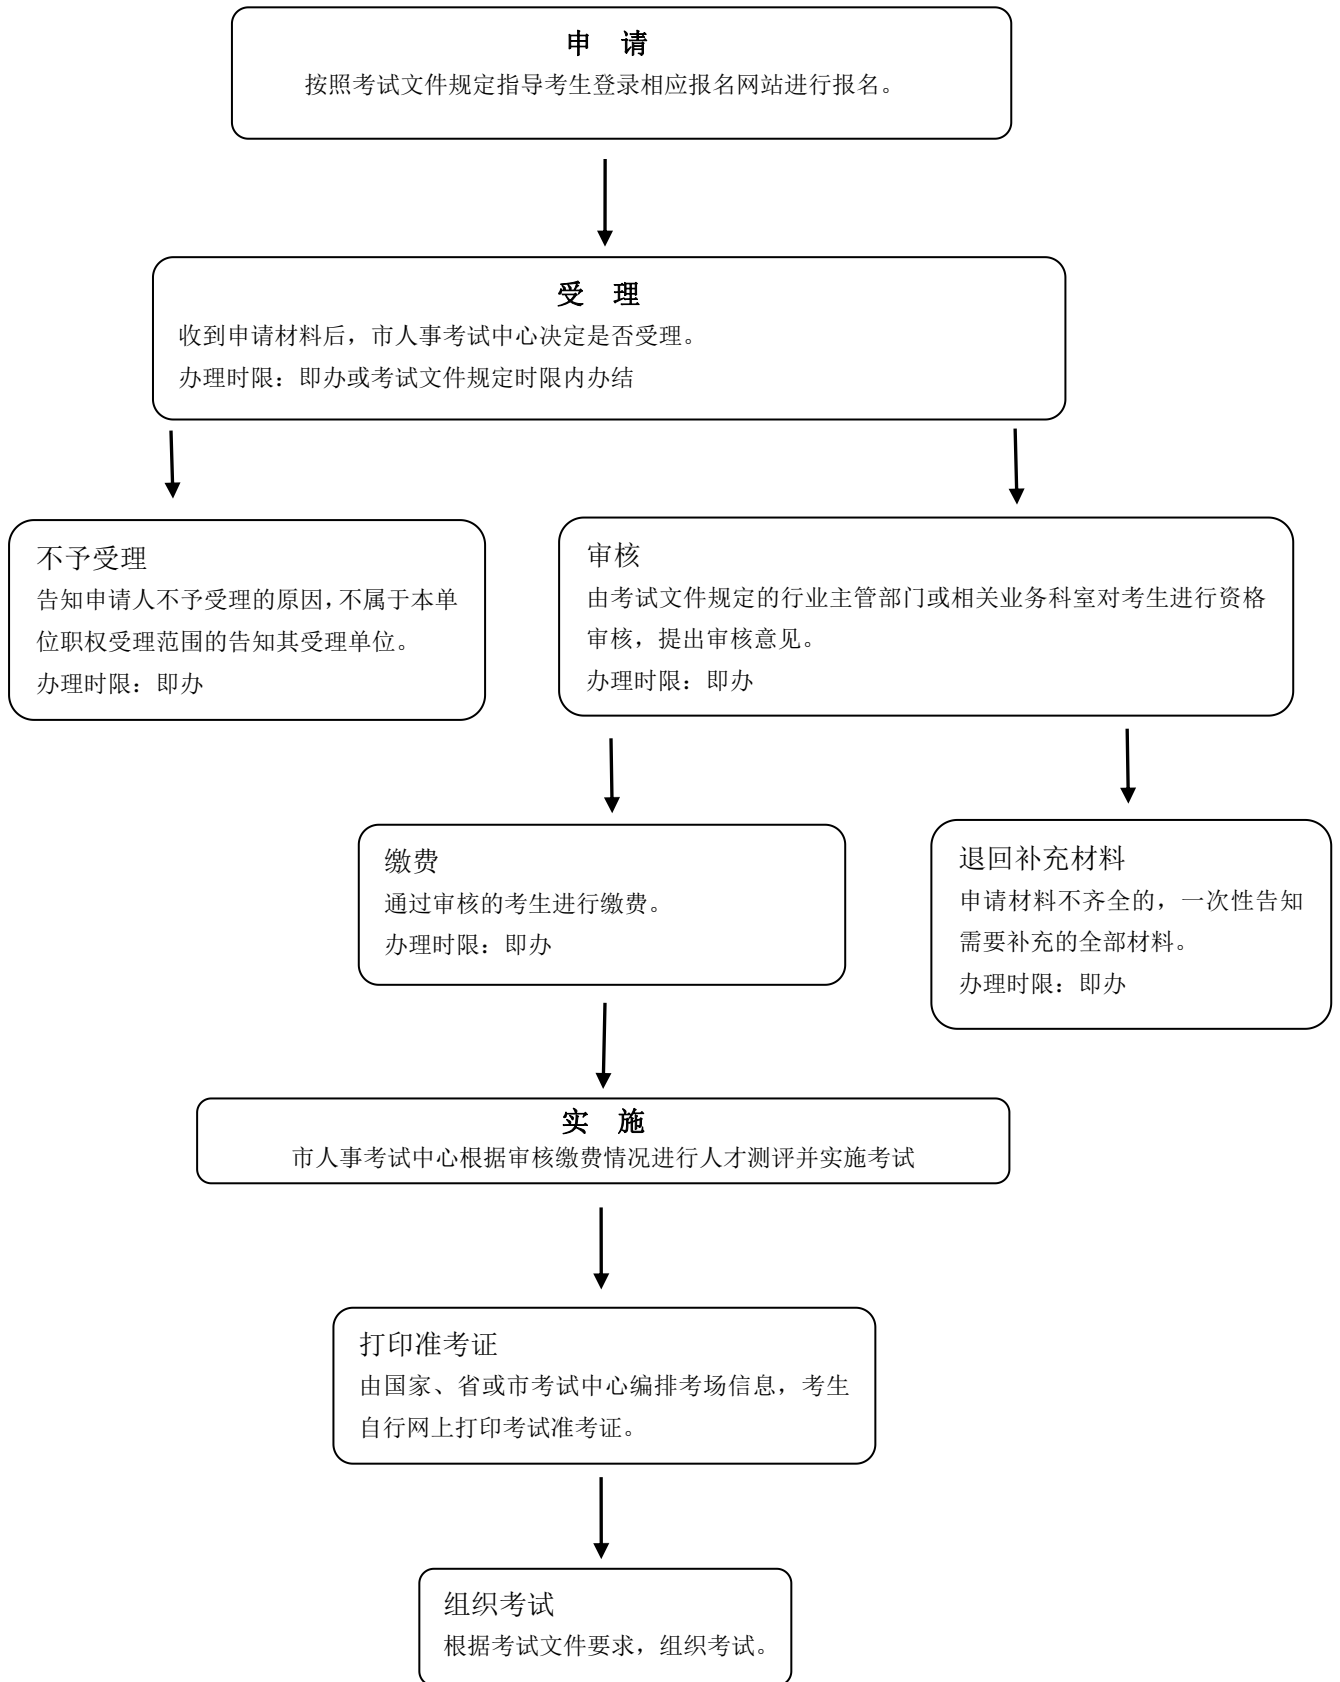 申 请
按照考试文件规定指导考生登录相应报名网站进行报名。
受 理
收到申请材料后，市人事考试中心决定是否受理。
办理时限：即办或考试文件规定时限内办结
不予受理
告知申请人不予受理的原因，不属于本单
位职权受理范围的告知其受理单位。
办理时限：即办
审核
由考试文件规定的行业主管部门或相关业务科室对考生进行资格
审核，提出审核意见。
办理时限：即办
缴费
通过审核的考生进行缴费。
办理时限：即办
退回补充材料
申请材料不齐全的，一次性告知
需要补充的全部材料。
办理时限：即办
实 施
市人事考试中心根据审核缴费情况进行人才测评并实施考试
打印准考证
由国家、省或市考试中心编排考场信息，考生
自行网上打印考试准考证。
组织考试
根据考试文件要求，组织考试。